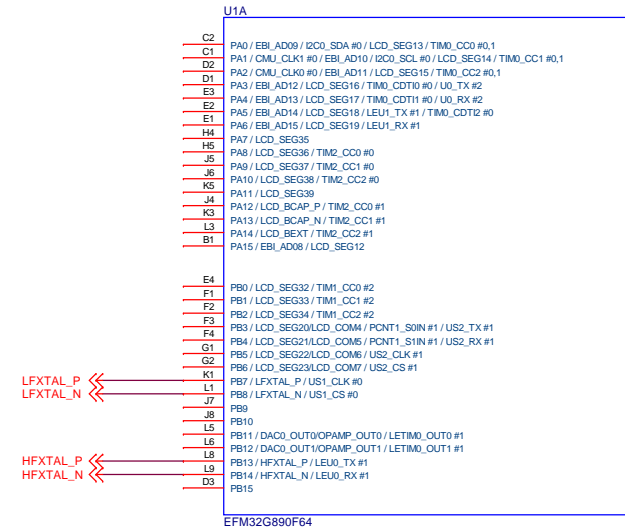 U1A
C2 PA0 / EBI_AD09 / I2C0_SDA #0 / LCD_SEG13 / TIM0_CC0 #0,1
C1 PA1 / CMU_CLK1 #0 / EBI_AD10 / I2C0_SCL #0 / LCD_SEG14 / TIM0_CC1 #0,1
D2 PA2 / CMU_CLK0 #0 / EBI_AD11 / LCD_SEG15 / TIM0_CC2 #0,1
D1 PA3 / EBI_AD12 / LCD_SEG16 / TIM0_CDTI0 #0 / U0_TX #2
E3 PA4 / EBI_AD13 / LCD_SEG17 / TIM0_CDTI1 #0 / U0_RX #2
E2 PA5 / EBI_AD14 / LCD_SEG18 / LEU1_TX #1 / TIM0_CDTI2 #0
E1 PA6 / EBI_AD15 / LCD_SEG19 / LEU1_RX #1
H4 PA7 / LCD_SEG35
H5 PA8 / LCD_SEG36 / TIM2_CC0 #0
J5 PA9 / LCD_SEG37 / TIM2_CC1 #0
J6 PA10 / LCD_SEG38 / TIM2_CC2 #0
K5 PA11 / LCD_SEG39
J4 PA12 / LCD_BCAP_P / TIM2_CC0 #1
K3 PA13 / LCD_BCAP_N / TIM2_CC1 #1
L3 PA14 / LCD_BEXT / TIM2_CC2 #1
B1 PA15 / EBI_AD08 / LCD_SEG12
E4 PB0 / LCD_SEG32 / TIM1_CC0 #2
F1 PB1 / LCD_SEG33 / TIM1_CC1 #2
F2 PB2 / LCD_SEG34 / TIM1_CC2 #2
F3 PB3 / LCD_SEG20/LCD_COM4 / PCNT1_S0IN #1 / US2_TX #1
F4 PB4 / LCD_SEG21/LCD_COM5 / PCNT1_S1IN #1 / US2_RX #1
G1 PB5 / LCD_SEG22/LCD_COM6 / US2_CLK #1
G2 PB6 / LCD_SEG23/LCD_COM7 / US2_CS #1
LFXTAL_P K1 PB7 / LFXTAL_P / US1_CLK #0
LFXTAL_N L1 PB8 / LFXTAL_N / US1_CS #0
J7 PB9
J8 PB10
L5 PB11 / DAC0_OUT0/OPAMP_OUT0 / LETIM0_OUT0 #1
L6 PB12 / DAC0_OUT1/OPAMP_OUT1 / LETIM0_OUT1 #1
HFXTAL_P L8 PB13 / HFXTAL_P / LEU0_TX #1
HFXTAL_N L9 PB14 / HFXTAL_N / LEU0_RX #1
D3 PB15
EFM32G890F64